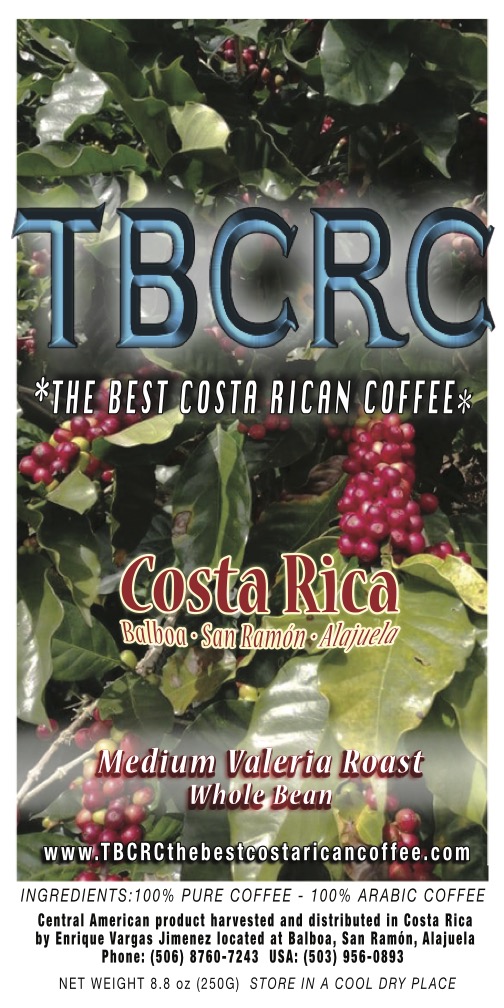 TBCRC
*THE BEST COSTA RICAN COFFEE*
Costa Rica
Balboa · San Ramón · Alajuela
Medium Valeria Roast
Whole Bean
www.TBCRCthebestcostaricancoffee.com
INGREDIENTS:100% PURE COFFEE - 100% ARABIC COFFEE
Central American product harvested and distributed in Costa Rica
by Enrique Vargas Jimenez located at Balboa, San Ramón, Alajuela
Phone: (506) 8760-7243 USA: (503) 956-0893
NET WEIGHT 8.8 oz (250G) STORE IN A COOL DRY PLACE